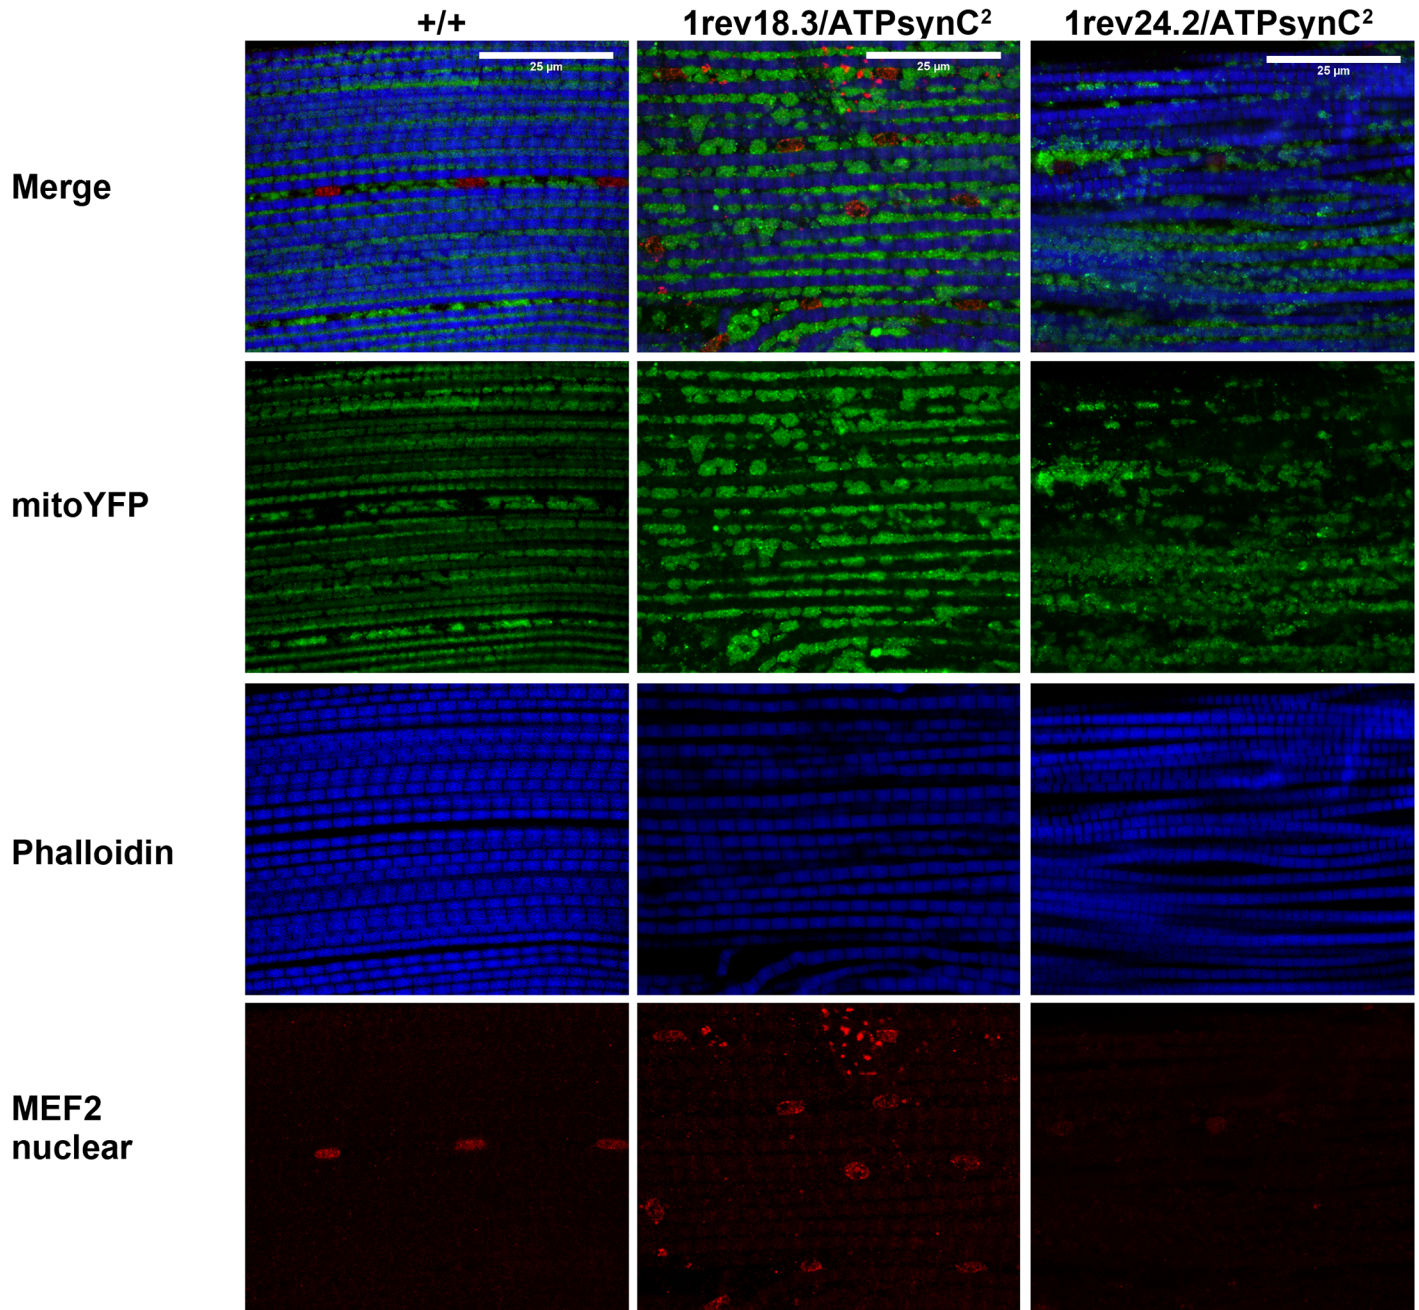 +/+
1rev18.3/ATPsynC²
1rev24.2/ATPsynC²
Merge
25 µm
25 µm
25 µm
mitoYFP
Phalloidin
MEF2
nuclear